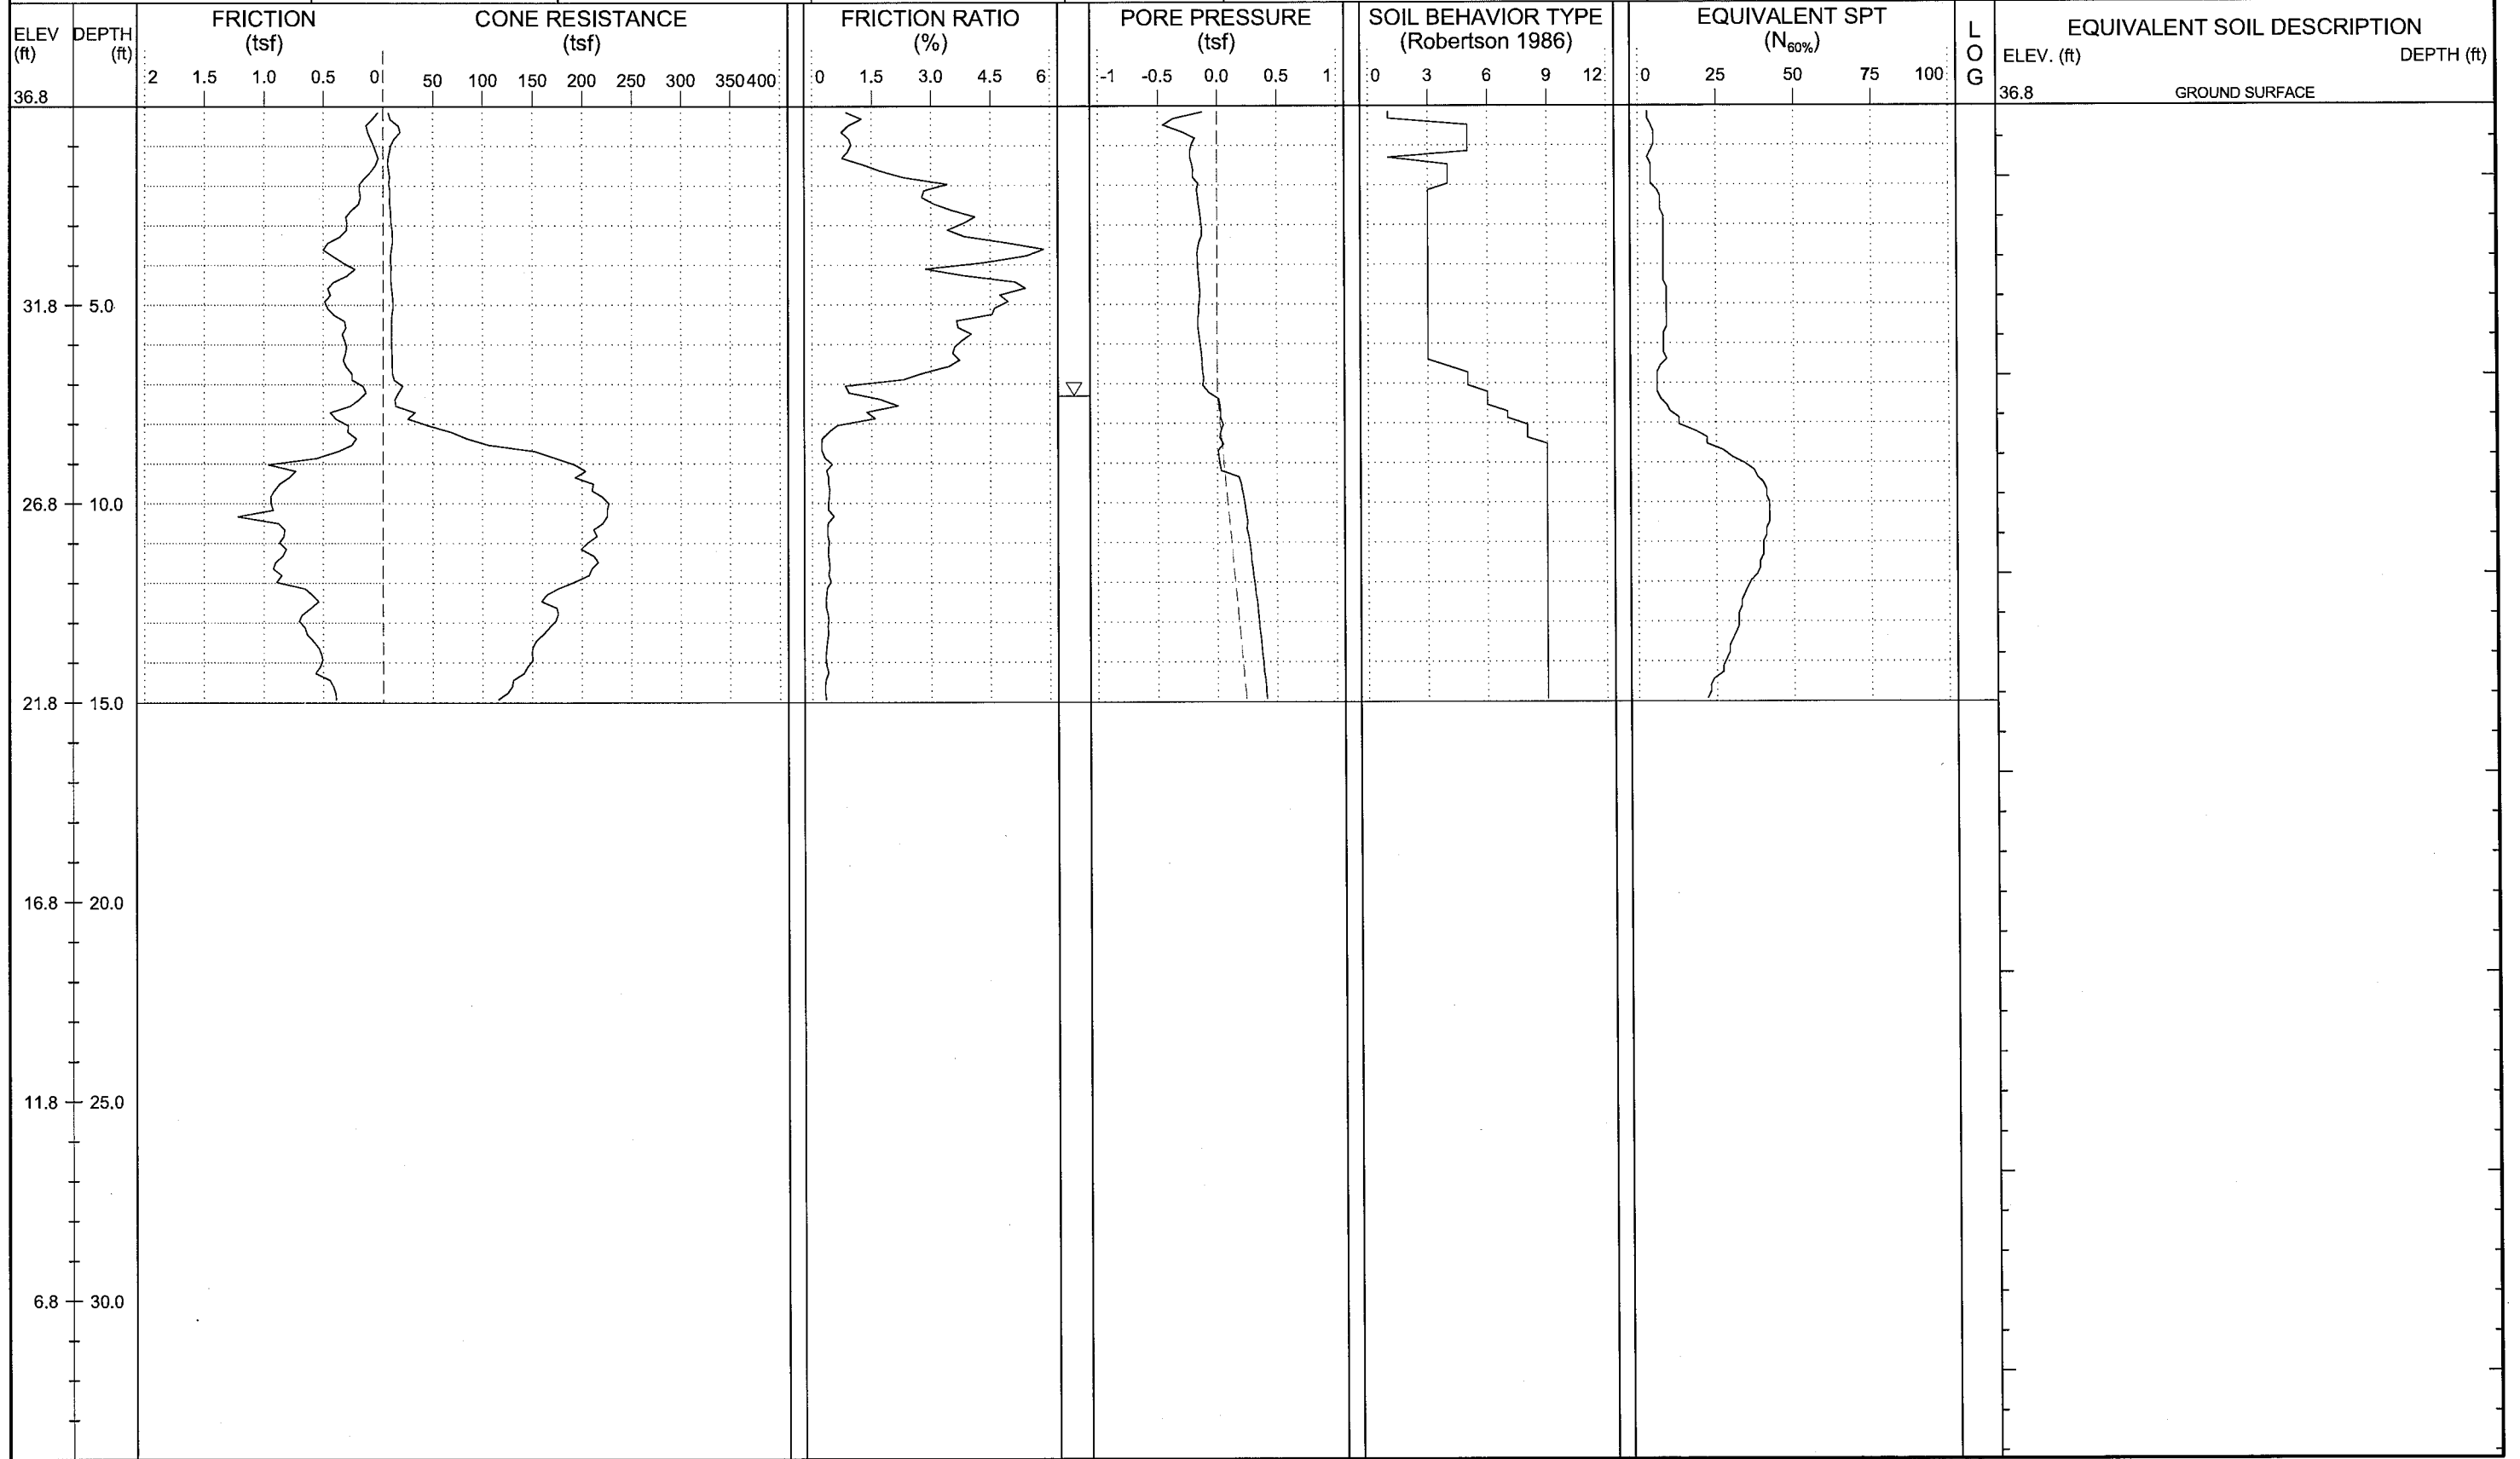 ELEV
(ft)
36.8
DEPTH
(ft)
FRICTION
(tsf)
2 1.5 1.0 0.5 0
CONE RESISTANCE
(tsf)
50 100 150 200 250 300 350 400
FRICTION RATIO
(%)
0 1.5 3.0 4.5 6
PORE PRESSURE
(tsf)
-1 -0.5 0.0 0.5 1
SOIL BEHAVIOR TYPE
(Robertson 1986)
0 3 6 9 12
EQUIVALENT SPT
(N60%)
0 25 50 75 100
L
O
G
EQUIVALENT SOIL DESCRIPTION
ELEV. (ft) DEPTH (ft)
36.8 GROUND SURFACE
31.8 5.0
26.8 10.0
21.8 15.0
16.8 20.0
11.8 25.0
6.8 30.0